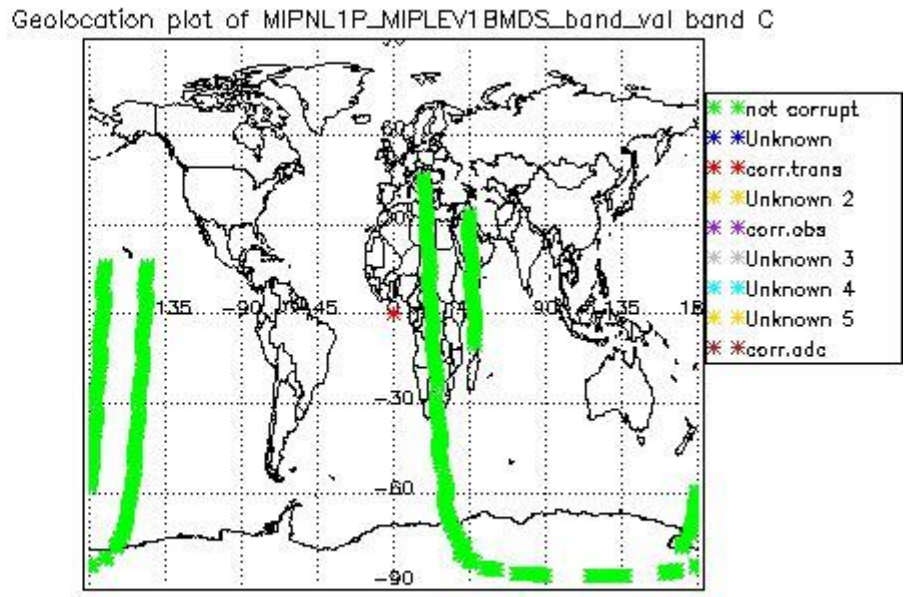 Geolocation plot of MIPNL1P_MIPLEV1BMDS_band_val band C
not corrupt
Unknown
corr.trans
Unknown 2
corr.obs
Unknown 3
Unknown 4
Unknown 5
corr.adc
60
135 -90 -45 90 135
-30
-60
-90